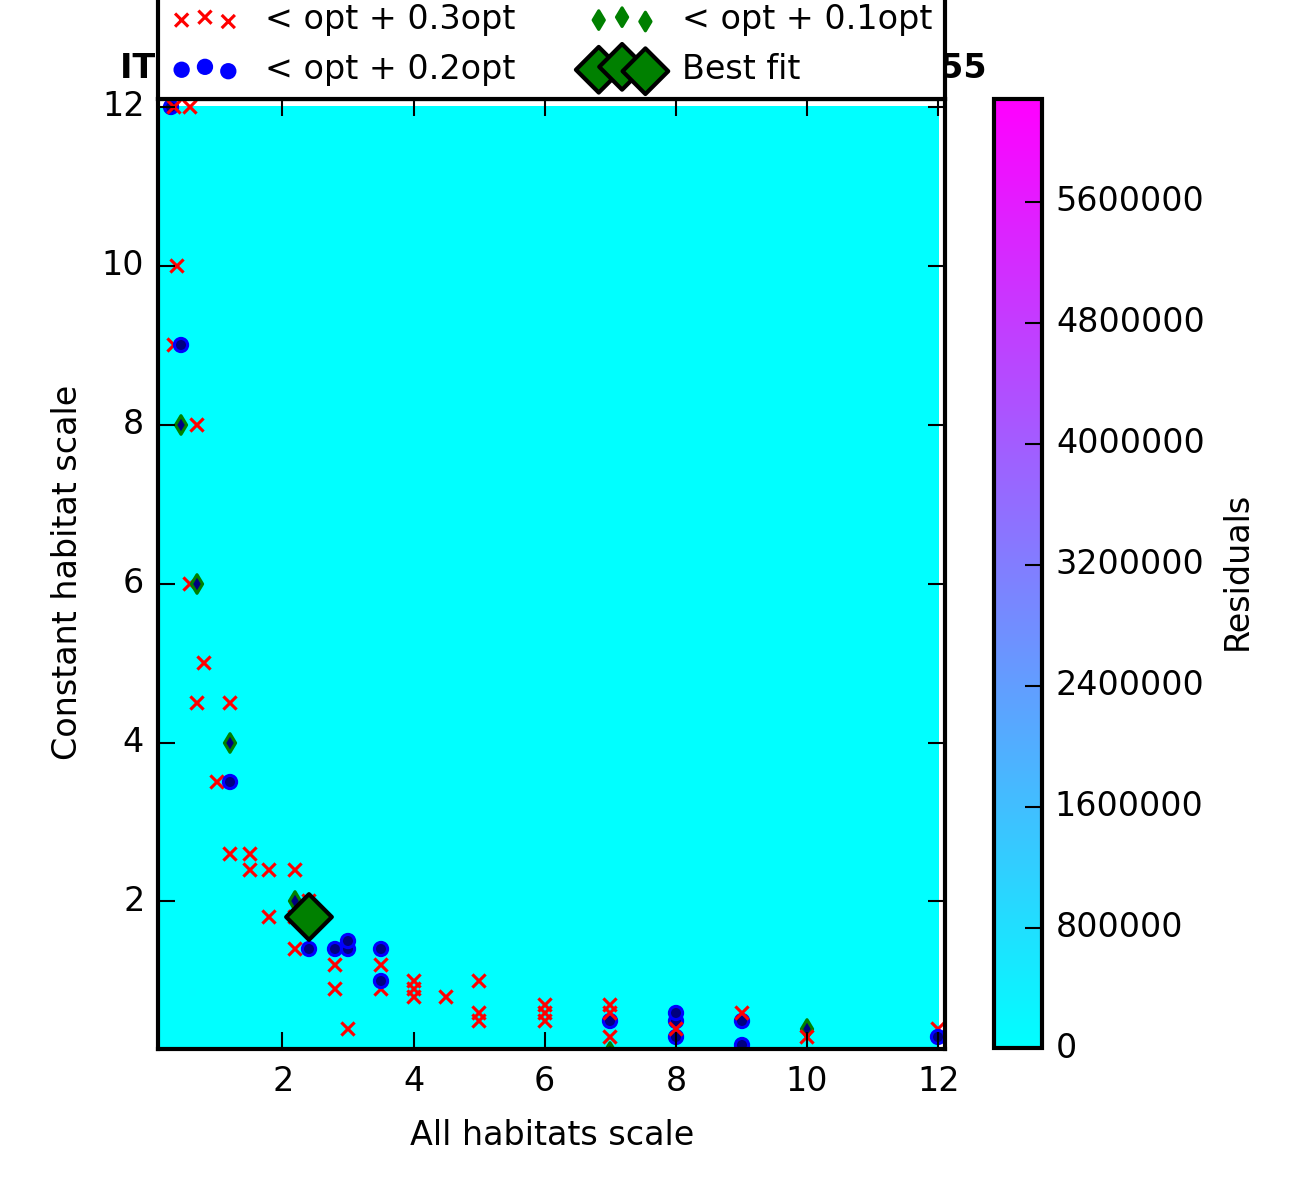 < opt + 0.3opt
< opt + 0.1opt
< opt + 0.2opt
Best fit
IT
55
12
10
8
6
4
2
Constant habitat scale
2
4
6
8
10
12
All habitats scale
5600000
4800000
4000000
3200000
2400000
1600000
800000
0
Residuals